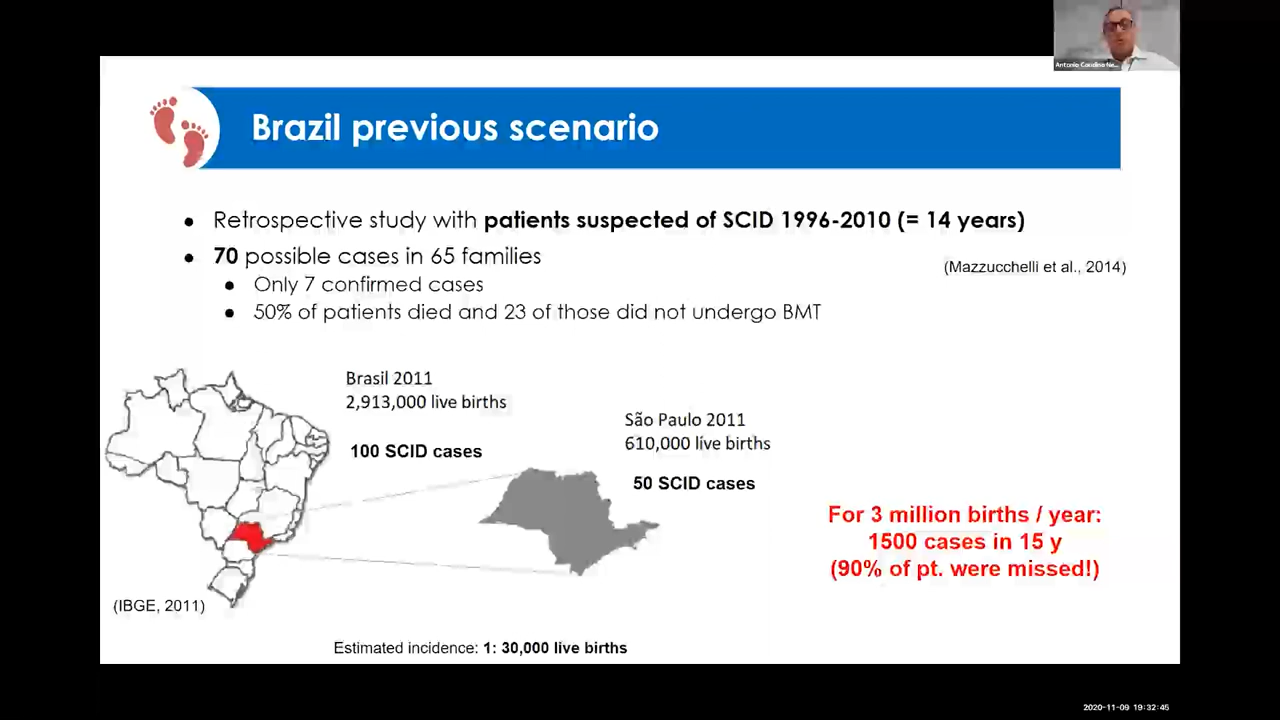 Antonio Condino Ne...
Brazil previous scenario
● Retrospective study with patients suspected of SCID 1996-2010 (= 14 years)
● 70 possible cases in 65 families
(Mazzucchelli et al., 2014)
● Only 7 confirmed cases
● 50% of patients died and 23 of those did not undergo BMT
Brasil 2011
2,913,000 live births
100 SCID cases
São Paulo 2011
610,000 live births
50 SCID cases
For 3 million births / year:
1500 cases in 15 y
(90% of pt. were missed!)
(IBGE, 2011)
Estimated incidence: 1: 30,000 live births
2020-11-09 19:32:45